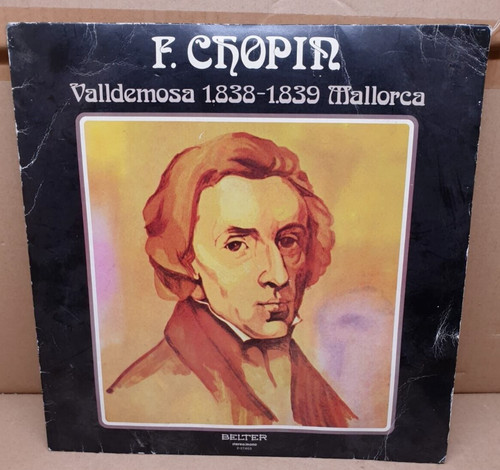 F. CHOPIN
Valldemosa 1.838-1.839 Mallorca
BELTER